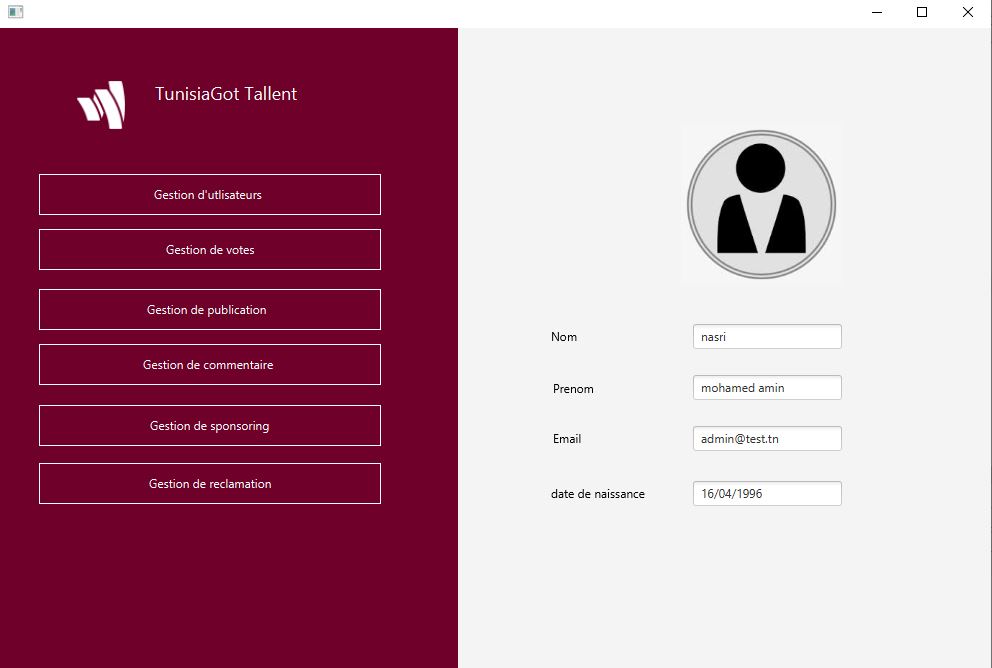 TunisiaGot Tallent
Gestion d'utlisateurs
Gestion de votes
Gestion de publication
Gestion de commentaire
Gestion de sponsoring
Gestion de reclamation
Nom nasri
Prenom mohamed amin
Email admin@test.tn
date de naissance 16/04/1996